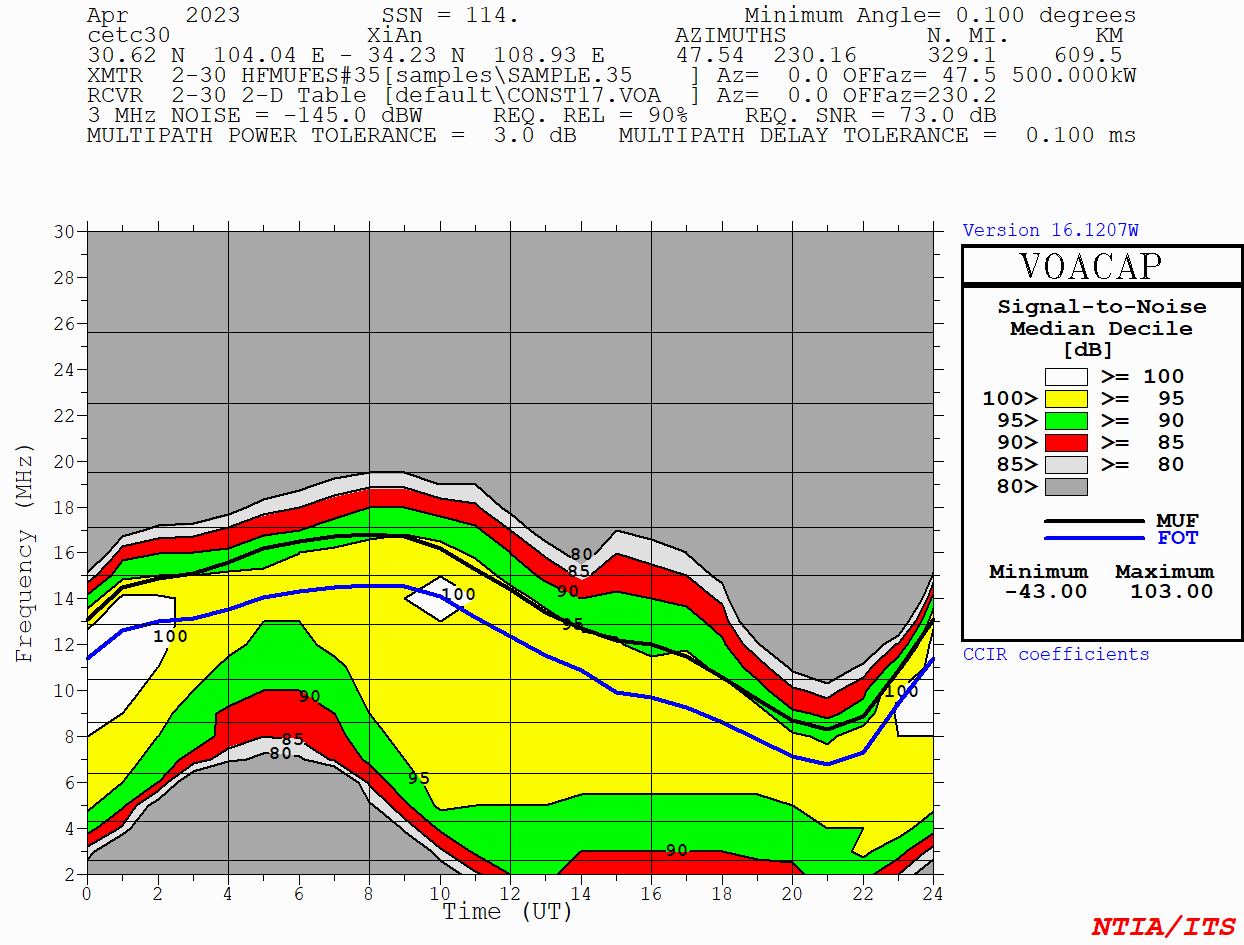 Apr 2023 SSN = 114. Minimum Angle= 0.100 degrees
cetc30 XiAn AZIMUTHS N. MI. KM
30.62 N 104.04 E - 34.23 N 108.93 E 47.54 230.16 329.1 609.5
XMTR 2-30 HFMUFES#35[samples\SAMPLE.35 ] Az= 0.0 OFFaz= 47.5 500.000kW
RCVR 2-30 2-D Table [default\CONST17.VOA ] Az= 0.0 OFFaz=230.2
3 MHz NOISE = -145.0 dBW REQ. REL = 90% REQ. SNR = 73.0 dB
MULTIPATH POWER TOLERANCE = 3.0 dB MULTIPATH DELAY TOLERANCE = 0.100 ms
Version 16.1207W
VOACAP
Signal-to-Noise
Median Decile
[dB]
>= 100
100> >= 95
95> >= 90
90> >= 85
85> >= 80
80>
MUF
FOT
Minimum Maximum
-43.00 103.00
CCIR coefficients
Frequency (MHz)
30
28
26
24
22
20
18
16
14
12
10
8
6
4
2
80
85
90
95
100
100
100
90
85
80
95
90
0 2 4 6 8 10 12 14 16 18 20 22 24
Time (UT)
NTIA/ITS